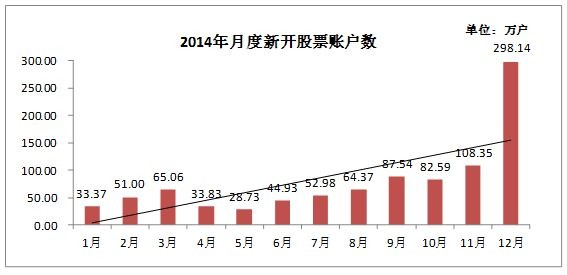 2014年月度新开股票账户数
单位：万户
300.00
250.00
200.00
150.00
100.00
50.00
0.00
33.37
51.00
65.06
33.83
28.73
44.93
52.98
64.37
87.54
82.59
108.35
298.14
1月
2月
3月
4月
5月
6月
7月
8月
9月
10月
11月
12月